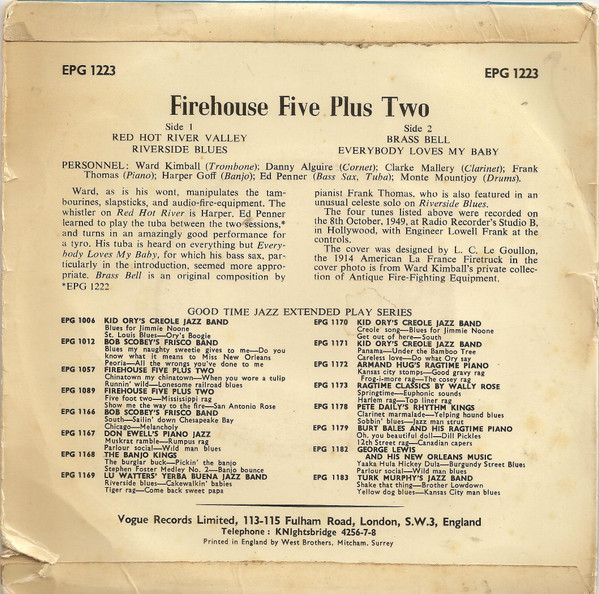 EPG 1223
EPG 1223
Firehouse Five Plus Two
Side 1
RED HOT RIVER VALLEY
RIVERSIDE BLUES
Side 2
BRASS BELL
EVERYBODY LOVES MY BABY
PERSONNEL: Ward Kimball (Trombone); Danny Alguire (Cornet); Clarke Mallery (Clarinet); Frank
Thomas (Piano); Harper Goff (Banjo); Ed Penner (Bass Sax, Tuba); Monte Mountjoy (Drums).
Ward, as is his wont, manipulates the tam-
bourines, slapsticks, and audio-fire-equipment. The
whistler on Red Hot River is Harper. Ed Penner
learned to play the tuba between the two sessions,*
and turns in an amazingly good performance for
a tyro. His tuba is heard on everything but Every-
body Loves My Baby, for which his bass sax, par-
ticularly in the introduction, seemed more appro-
priate. Brass Bell is an original composition by
*EPG 1222
pianist Frank Thomas, who is also featured in an
unusual celeste solo on Riverside Blues.
The four tunes listed above were recorded on
the 8th October, 1949, at Radio Recorder's Studio B,
in Hollywood, with Engineer Lowell Frank at the
controls.
The cover was designed by L. C. Le Goullon,
the 1914 American La France Firetruck in the
cover photo is from Ward Kimball's private collec-
tion of Antique Fire-Fighting Equipment.
GOOD TIME JAZZ EXTENDED PLAY SERIES
EPG 1006 KID ORY'S CREOLE JAZZ BAND
Blues for Jimmie Noone
St. Louis Blues—Ory's Boogie
EPG 1012 BOB SCOBEY'S FRISCO BAND
Blues my naughty sweetie gives to me—Do you
know what it means to Miss New Orleans
Peoria—All the wrongs you've done to me
EPG 1057 FIREHOUSE FIVE PLUS TWO
Chinatown my chinatown—When you wore a tulip
Runnin' wild—Lonesome railroad blues
EPG 1089 FIREHOUSE FIVE PLUS TWO
Five foot two—Mississippi rag
Show me the way to the fire—San Antonio Rose
EPG 1166 BOB SCOBEY'S FRISCO BAND
South—Sailin' down Chesapeake Bay
Chicago—Melancholy
EPG 1167 DON EWELL'S PIANO JAZZ
Muskrat ramble—Rumpus rag
Parlour social—Wild man blues
EPG 1168 THE BANJO KINGS
The burglar buck—Pickin' the banjo
Stephen Foster Medley No. 2—Banjo bounce
EPG 1169 LU WATTERS' YERBA BUENA JAZZ BAND
Riverside blues—Cakewalkin' babies
Tiger rag—Come back sweet papa
EPG 1170 KID ORY'S CREOLE JAZZ BAND
Creole song—Blues for Jimmie Noone
Get out of here—South
EPG 1171 KID ORY'S CREOLE JAZZ BAND
Panama—Under the Bamboo Tree
Careless love—Do what Ory say
EPG 1172 ARMAND HUG'S RAGTIME PIANO
Kansas city stomps—Good gravy rag
Frog-i-more rag—The cosey rag
EPG 1173 RAGTIME CLASSICS BY WALLY ROSE
Springtime—Euphonic sounds
Harlem rag—Top liner rag
EPG 1178 PETE DAILY'S RHYTHM KINGS
Clarinet marmalade—Yelping hound blues
Sobbin' blues—Jazz man strut
EPG 1179 BURT BALES AND HIS RAGTIME PIANO
Oh, you beautiful doll—Dill Pickles
12th Street rag—Canadian capers
EPG 1182 GEORGE LEWIS
AND HIS NEW ORLEANS MUSIC
Yaaka Hula Hickey Dula—Burgundy Street Blues
Parlour social—Wild man blues
EPG 1183 TURK MURPHY'S JAZZ BAND
Shake that thing—Brother Lowdown
Yellow dog blues—Kansas City man blues
Vogue Records Limited, 113-115 Fulham Road, London, S.W.3, England
Telephone : KNIghtsbridge 4256-7-8
Printed in England by West Brothers, Mitcham, Surrey